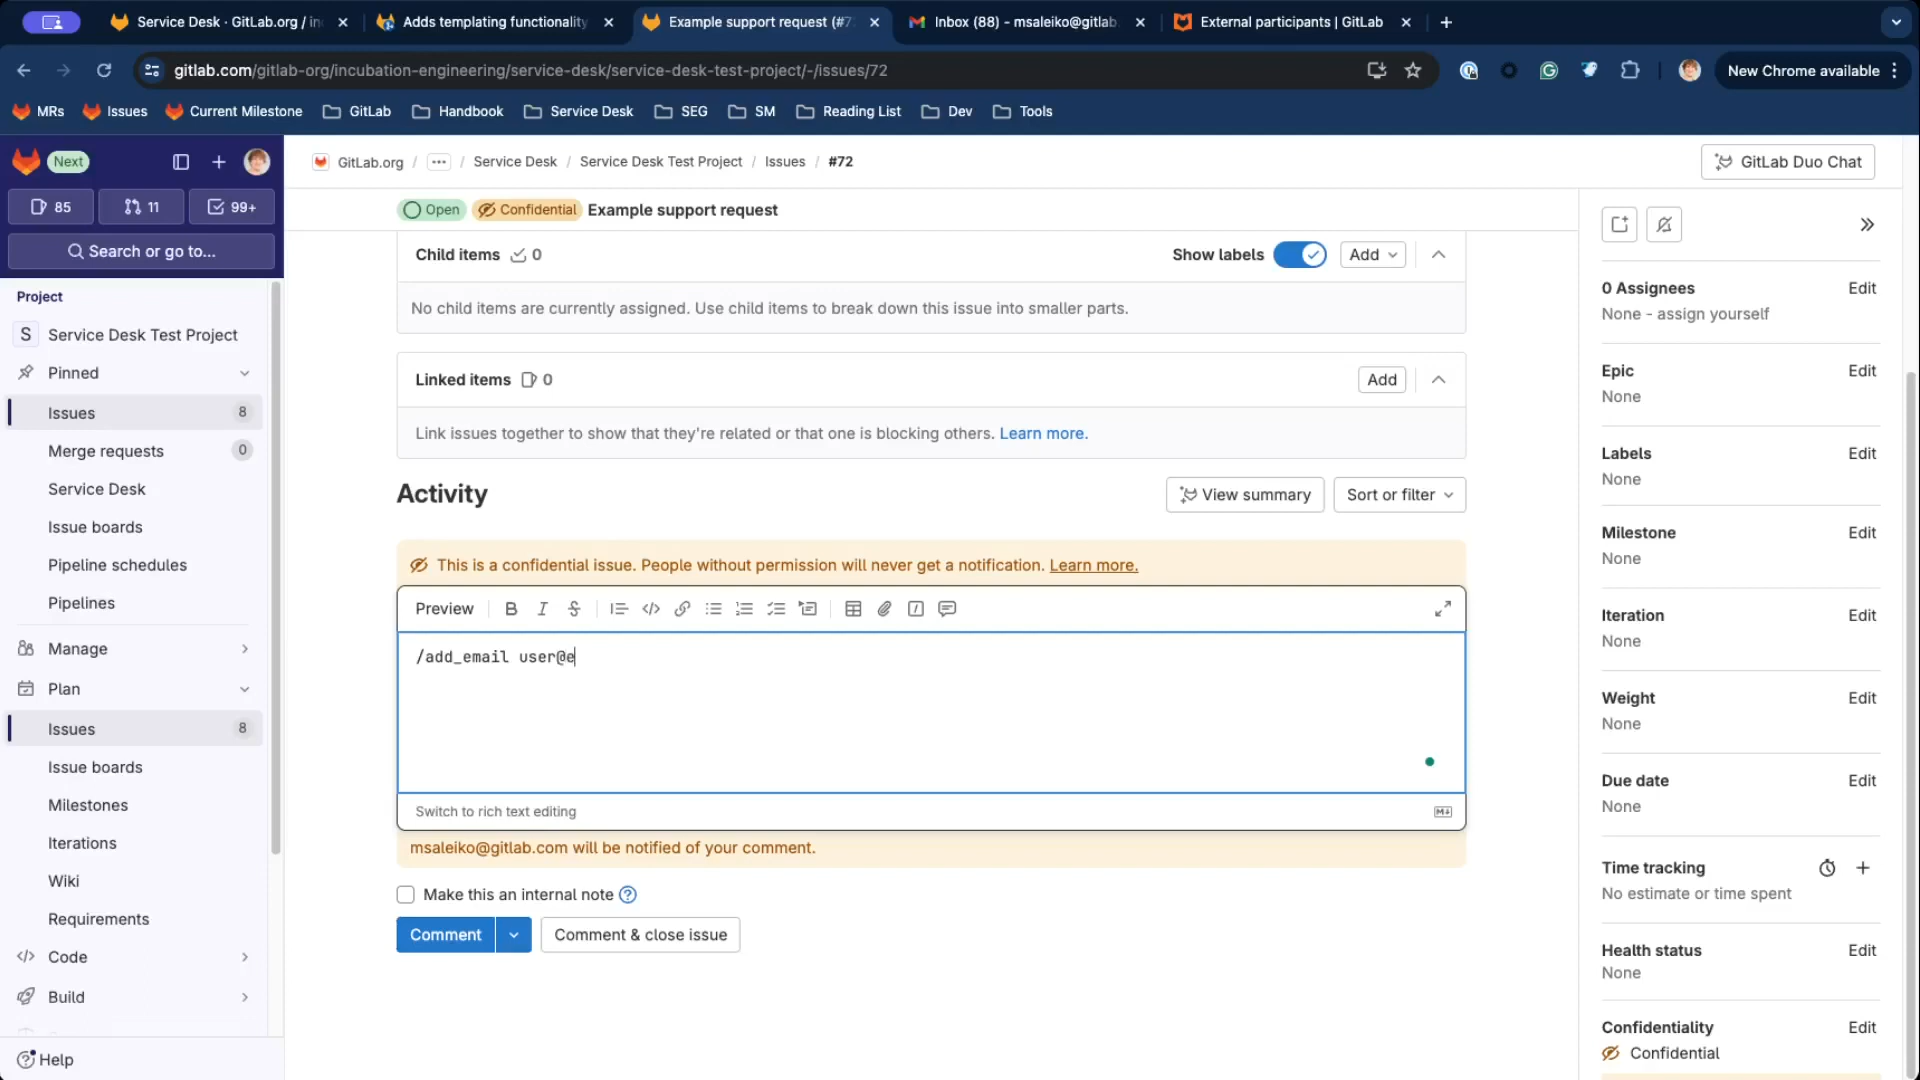 Service Desk · GitLab.org / in
Adds templating functionality
Example support request (#7
Inbox (88) - msaleiko@gitlab
External participants | GitLab
gitlab.com/gitlab-org/incubation-engineering/service-desk/service-desk-test-project/-/issues/72
New Chrome available
MRs
Issues
Current Milestone
GitLab
Handbook
Service Desk
SEG
SM
Reading List
Dev
Tools
Next
85
11
99+
Search or go to...
Project
S Service Desk Test Project
Pinned
Issues 8
Merge requests 0
Service Desk
Issue boards
Pipeline schedules
Pipelines
Manage
Plan
Issues 8
Issue boards
Milestones
Iterations
Wiki
Requirements
Code
Build
Help
GitLab.org / ... / Service Desk / Service Desk Test Project / Issues / #72
GitLab Duo Chat
Open Confidential Example support request
Child items 0
Show labels
Add
No child items are currently assigned. Use child items to break down this issue into smaller parts.
Linked items 0
Add
Link issues together to show that they're related or that one is blocking others. Learn more.
Activity
View summary
Sort or filter
This is a confidential issue. People without permission will never get a notification. Learn more.
Preview
/add_email user@e
Switch to rich text editing
msaleiko@gitlab.com will be notified of your comment.
Make this an internal note
Comment
Comment & close issue
0 Assignees Edit
None - assign yourself
Epic Edit
None
Labels Edit
None
Milestone Edit
None
Iteration Edit
None
Weight Edit
None
Due date Edit
None
Time tracking
No estimate or time spent
Health status Edit
None
Confidentiality Edit
Confidential